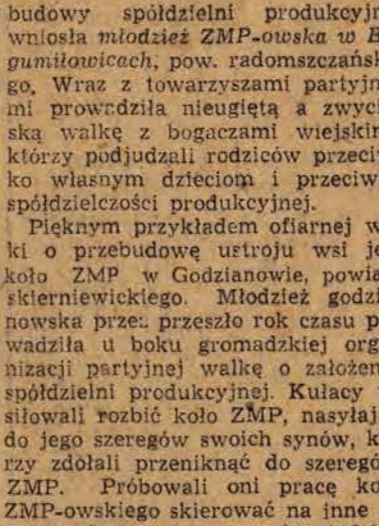 budowy spółdzielni produkcyjn
wniosła młodzież ZMP-owska w B
gumiłowicach, pow. radomszczańsk
go. Wraz z towarzyszami partyjn
mi prowadziła nieugiętą a zwyc
ską walkę z bogaczami wiejskim
którzy podjudzali rodziców przeciw
ko własnym dzieciom i przeciw
spółdzielczości produkcyjnej.
Pięknym przykładem ofiarnej w
ki o przebudowę ustroju wsi je
koło ZMP w Godzianowie, powia
skierniewickiego. Młodzież godzi
nowska przez przeszło rok czasu p
wadziła u boku gromadzkiej org
nizacji partyjnej walkę o założen
spółdzielni produkcyjnej. Kułacy
siłowali rozbić koło ZMP, nasyłaj
do jego szeregów swoich synów, k
rzy zdołali przeniknąć do szeregó
ZMP. Próbowali oni pracę ko
ZMP-owskiego skierować na inne